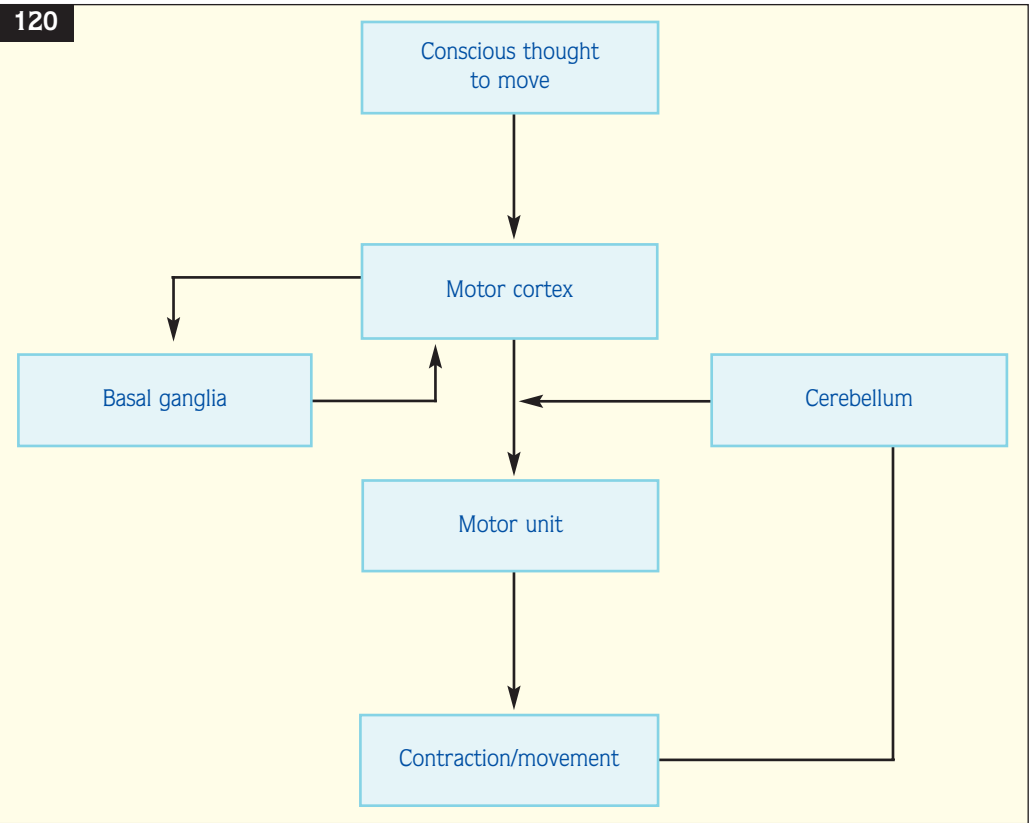 120
Conscious thought
to move
Motor cortex
Basal ganglia
Cerebellum
Motor unit
Contraction/movement